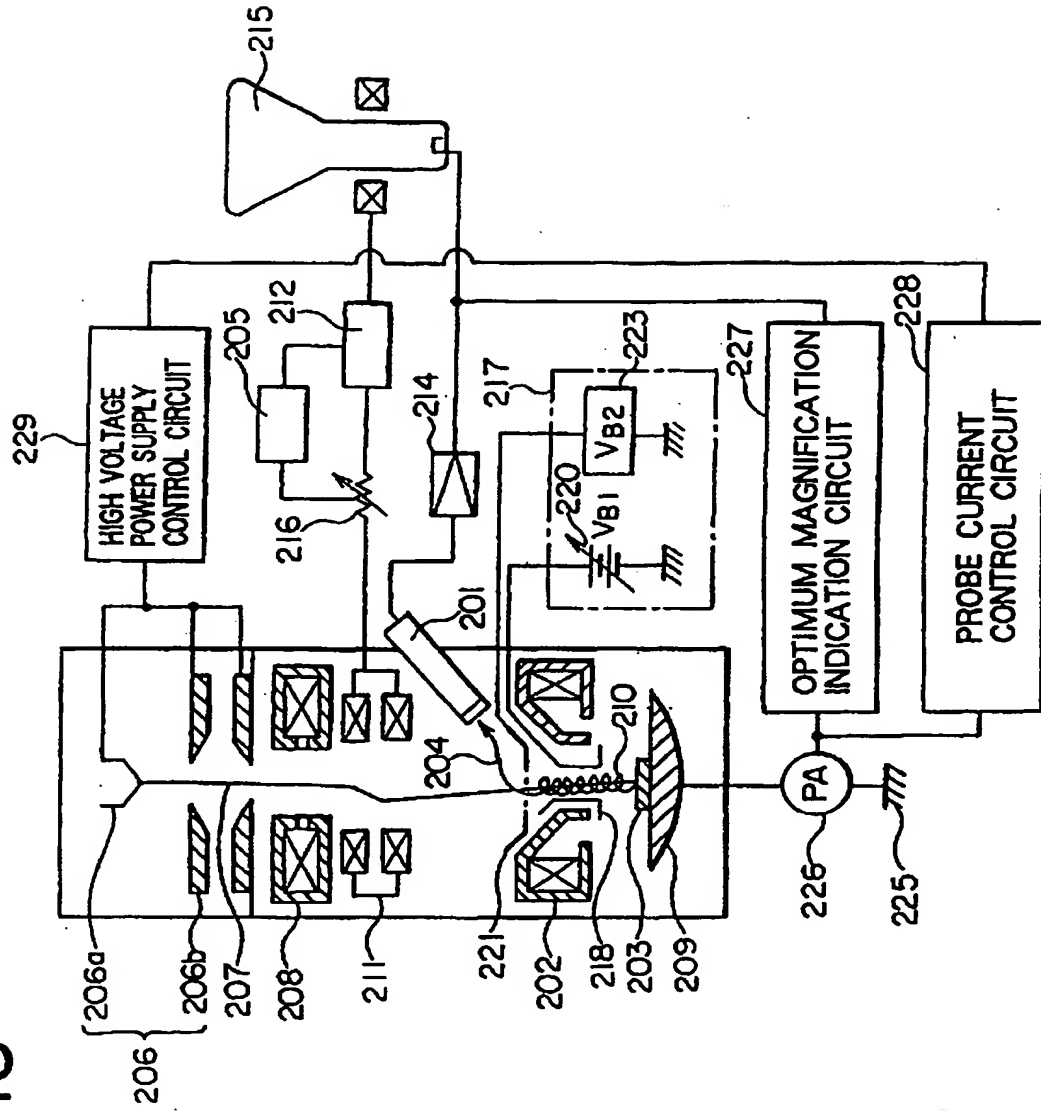 229
HIGH VOLTAGE
POWER SUPPLY
CONTROL CIRCUIT
215
205
212
216
214
201
204
217
223
VB2
220
VB1
227
OPTIMUM MAGNIFICATION
INDICATION CIRCUIT
228
PROBE CURRENT
CONTROL CIRCUIT
206a
206
206b
207
208
211
221
202
218
210
203
209
PA
226
225